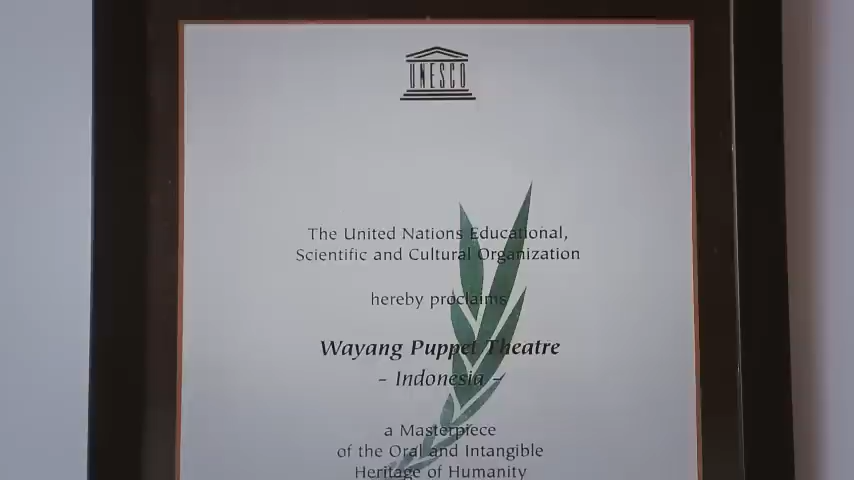 UNESCO
The United Nations Educational,
Scientific and Cultural Organization
hereby proclaims
Wayang Puppet Theatre
- Indonesia -
a Masterpiece
of the Oral and Intangible
Heritage of Humanity